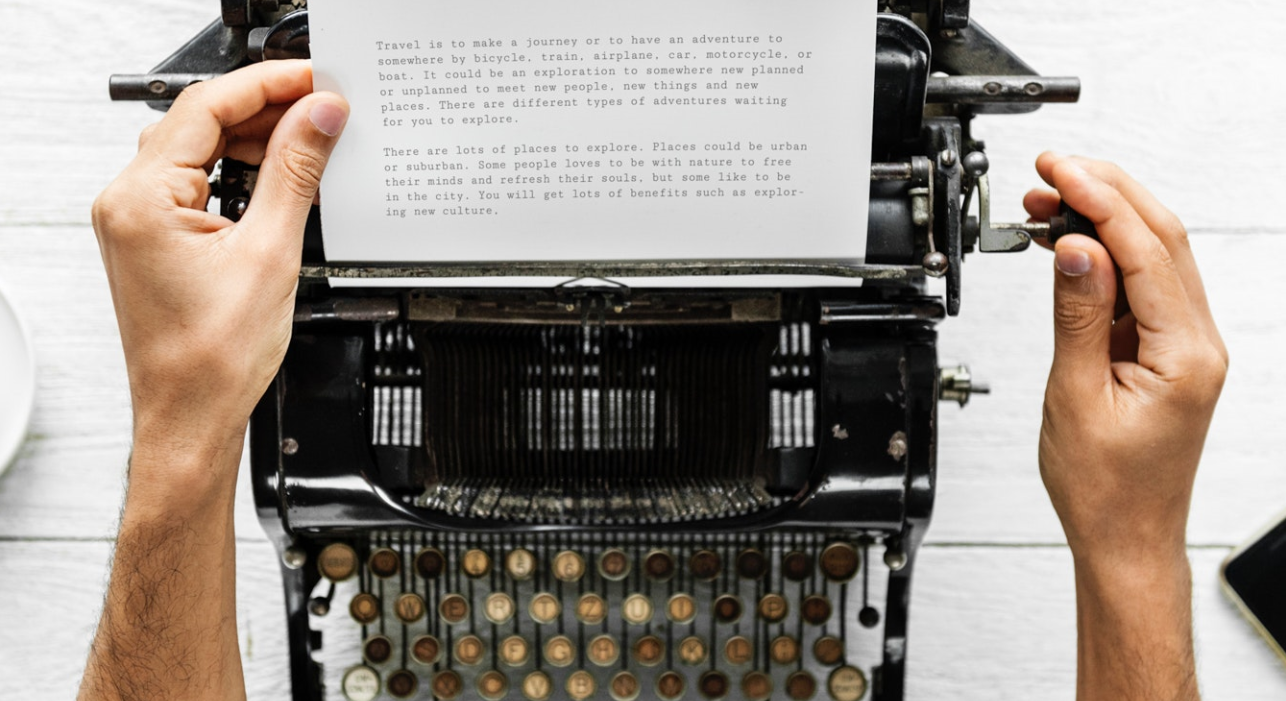 Travel is to make a journey or to have an adventure to
somewhere by bicycle, train, airplane, car, motorcycle, or
boat. It could be an exploration to somewhere new planned
or unplanned to meet new people, new things and new
places. There are different types of adventures waiting
for you to explore.
There are lots of places to explore. Places could be urban
or suburban. Some people loves to be with nature to free
their minds and refresh their souls, but some like to be
in the city. You will get lots of benefits such as explor-
ing new culture.
W E R T Z U I P
S D F G H K L
V B N